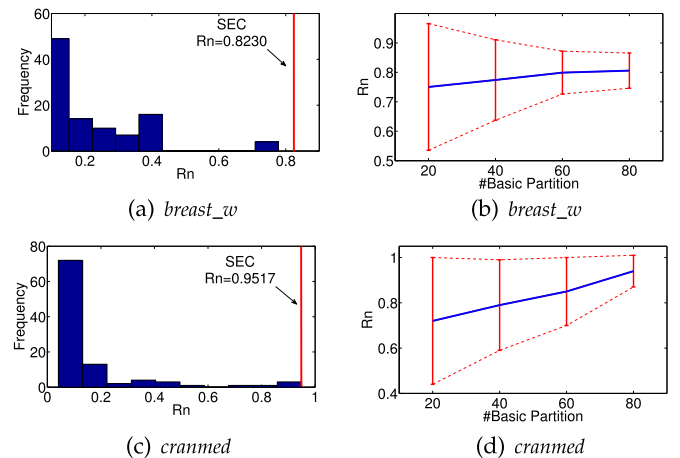 60
40
20
0
Frequency
0.2
0.4
0.6
0.8
Rn
SEC
Rn=0.8230
(a) breast_w
0.9
0.8
0.7
0.6
0.5
Rn
20
40
60
80
#Basic Partition
(b) breast_w
80
60
40
20
0
Frequency
0
0.2
0.4
0.6
0.8
1
Rn
SEC
Rn=0.9517
(c) cranmed
1
0.8
0.6
0.4
Rn
20
40
60
80
#Basic Partition
(d) cranmed